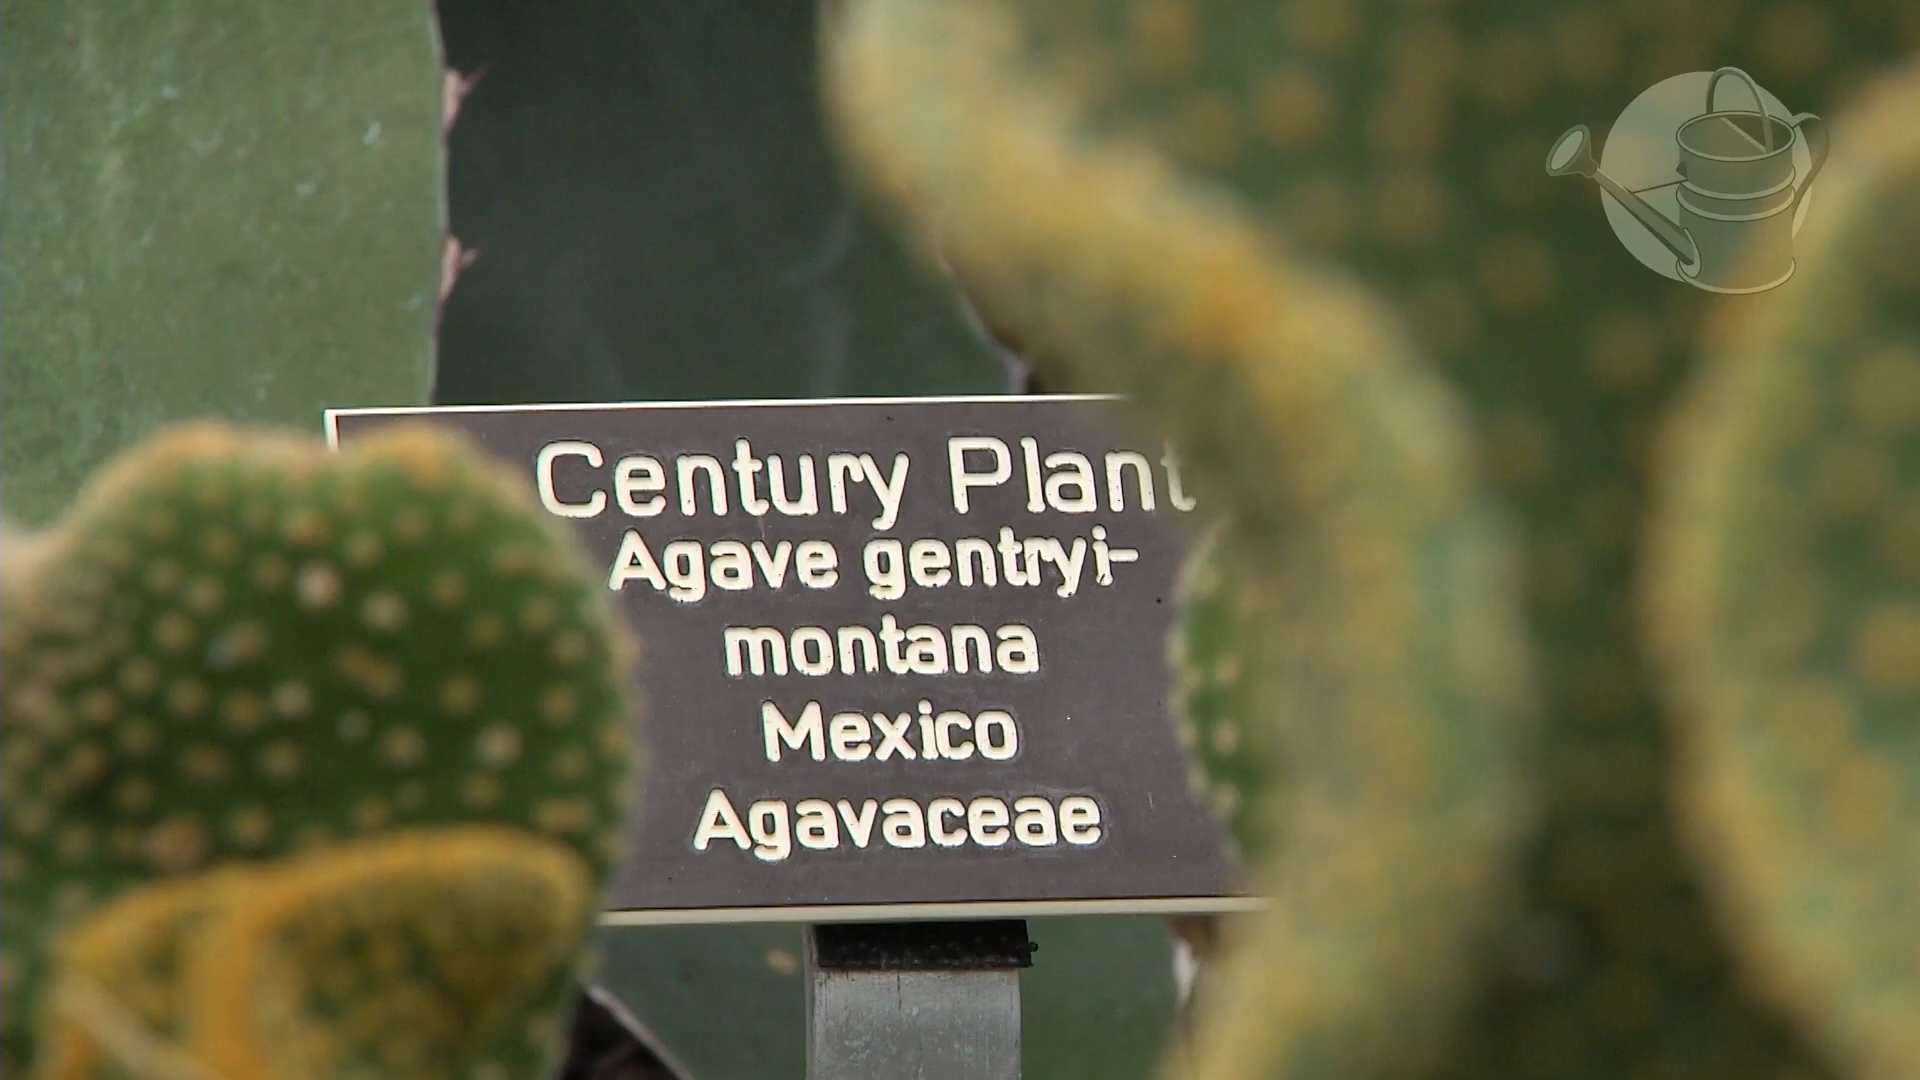 Century Plant
Agave gentryi-
montana
Mexico
Agavaceae